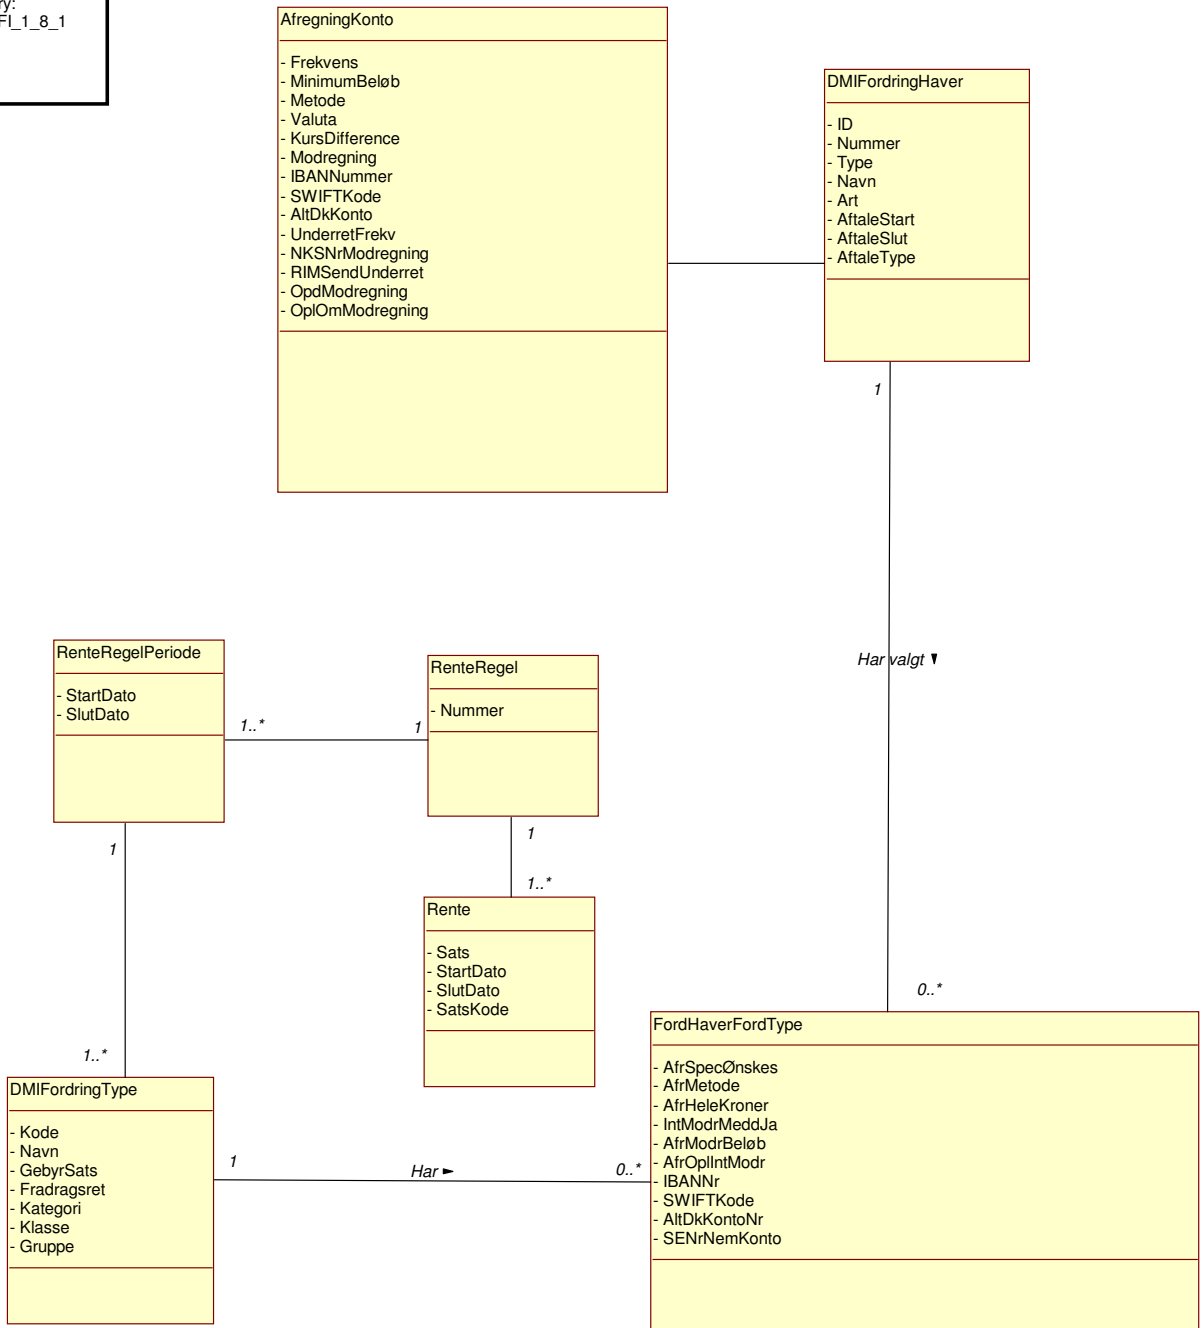 ry:
FI_1_8_1
AfregningKonto
- Frekvens
- MinimumBeløb
- Metode
- Valuta
- KursDifference
- Modregning
- IBANNummer
- SWIFTKode
- AltDkKonto
- UnderretFrekv
- NKSNrModregning
- RIMSendUnderret
- OpdModregning
- OplOmModregning
DMIFordringHaver
- ID
- Nummer
- Type
- Navn
- Art
- AftaleStart
- AftaleSlut
- AftaleType
1
Har valgt
0..*
RenteRegelPeriode
- StartDato
- SlutDato
1..*
1
RenteRegel
- Nummer
1
1..*
Rente
- Sats
- StartDato
- SlutDato
- SatsKode
1
1..*
DMIFordringType
- Kode
- Navn
- GebyrSats
- Fradragsret
- Kategori
- Klasse
- Gruppe
1
Har
0..*
FordHaverFordType
- AfrSpecØnskes
- AfrMetode
- AfrHeleKroner
- IntModrMeddJa
- AfrModrBeløb
- AfrOplIntModr
- IBANNr
- SWIFTKode
- AltDkKontoNr
- SENrNemKonto